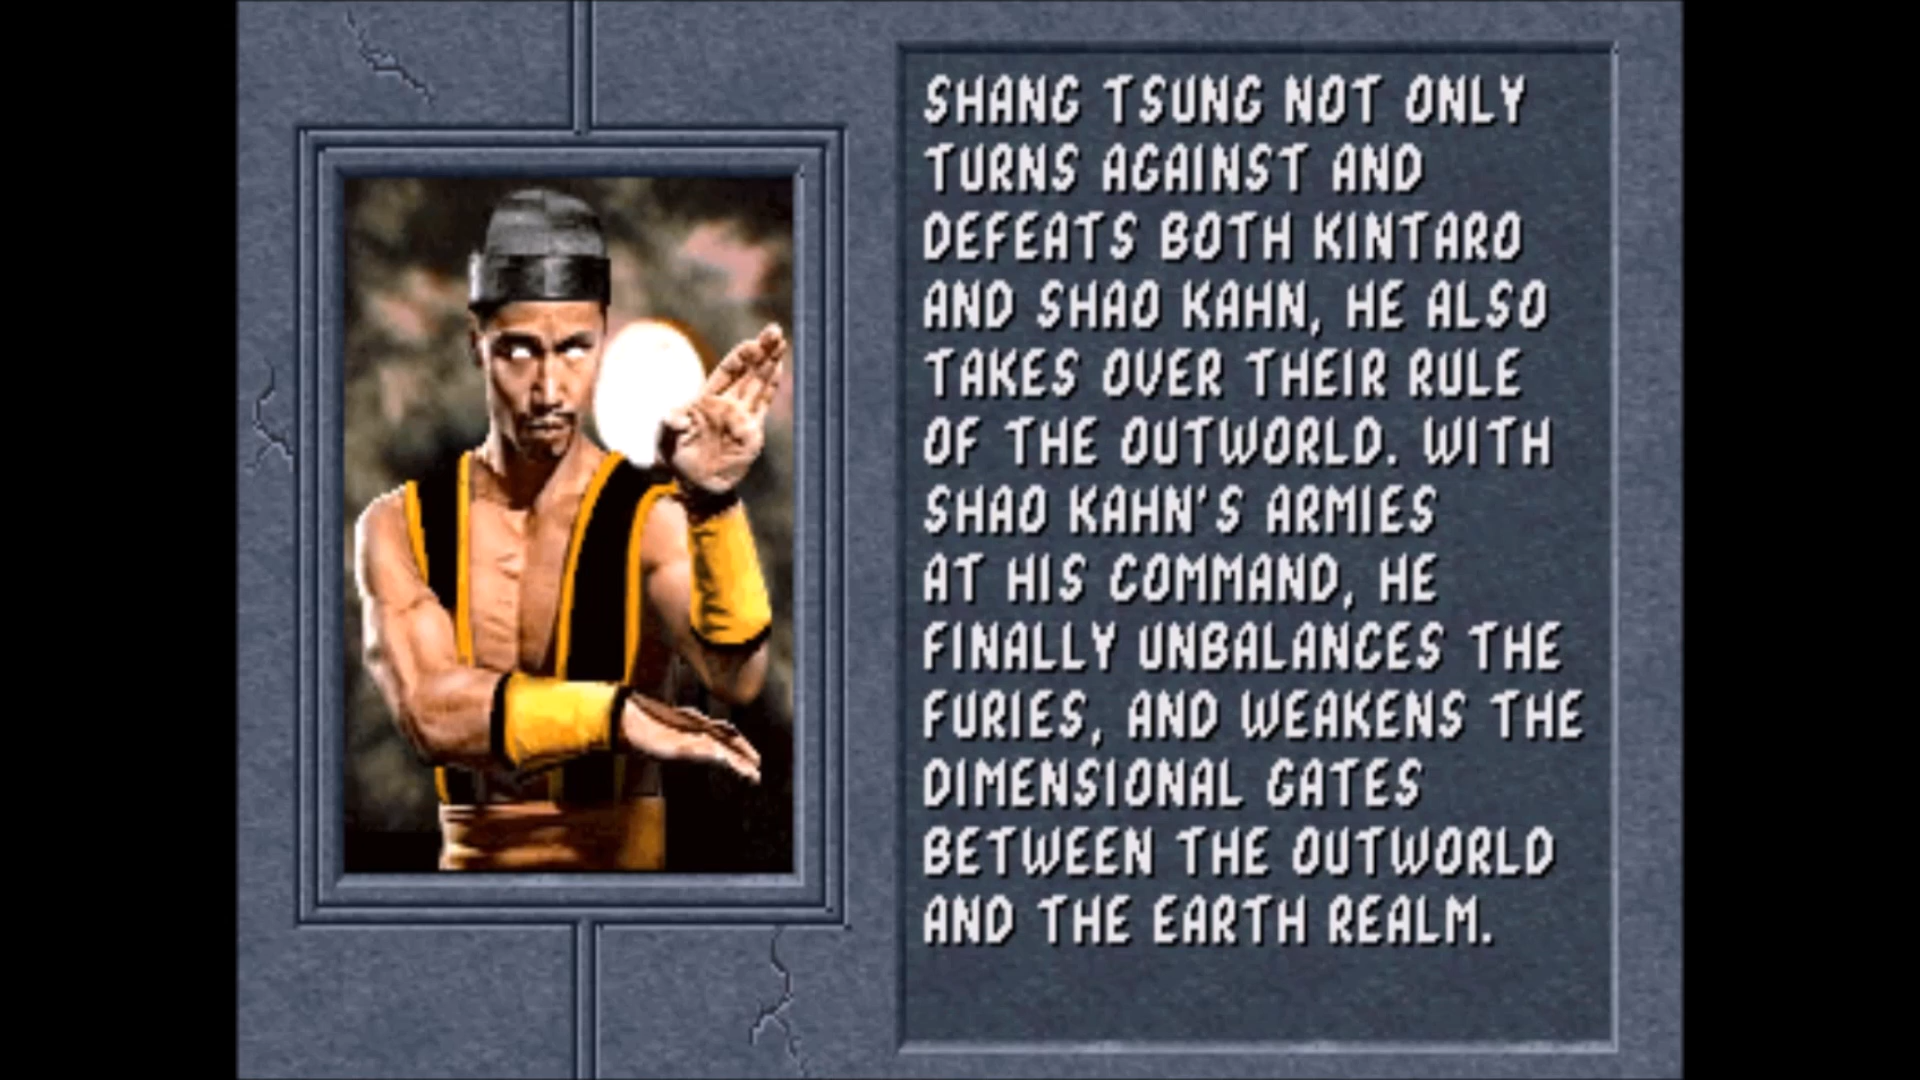 SHANG TSUNG NOT ONLY
TURNS AGAINST AND
DEFEATS BOTH KINTARO
AND SHAO KAHN, HE ALSO
TAKES OVER THEIR RULE
OF THE OUTWORLD. WITH
SHAO KAHN'S ARMIES
AT HIS COMMAND, HE
FINALLY UNBALANCES THE
FURIES, AND WEAKENS THE
DIMENSIONAL GATES
BETWEEN THE OUTWORLD
AND THE EARTH REALM.